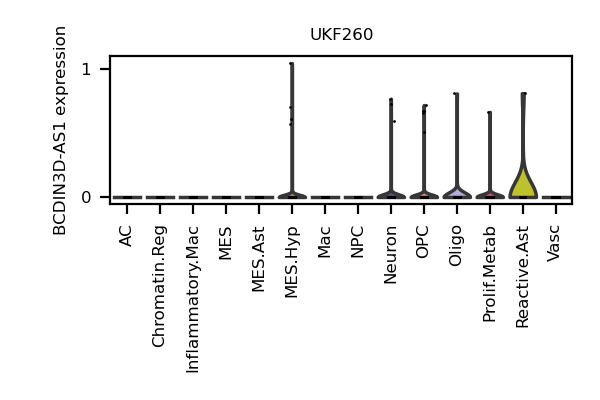 UKF260
BCDIN3D-AS1 expression
1
0
AC
Chromatin.Reg
Inflammatory.Mac
MES
MES.Ast
MES.Hyp
Mac
NPC
Neuron
OPC
Oligo
Prolif.Metab
Reactive.Ast
Vasc